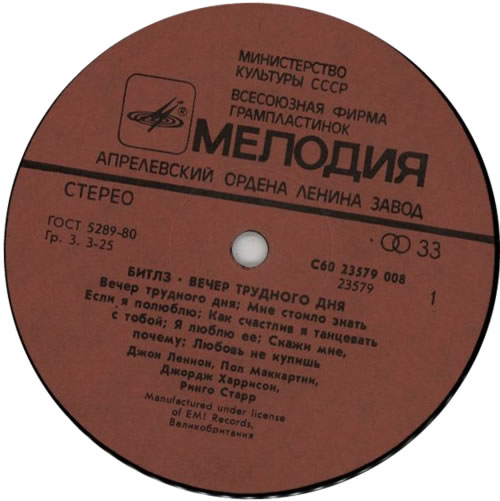 МИНИСТЕРСТВО
КУЛЬТУРЫ СССР
ВСЕСОЮЗНАЯ ФИРМА
ГРАМПЛАСТИНОК
МЕЛОДИЯ
АПРЕЛЕВСКИЙ ОРДЕНА ЛЕНИНА ЗАВОД
СТЕРЕО
33
ГОСТ 5289-80
Гр. 3. 3-25
С60 23579 008
23579
1
БИТЛЗ · ВЕЧЕР ТРУДНОГО ДНЯ
Вечер трудного дня; Мне стоило знать
Если я полюблю; Как счастлив я танцевать
с тобой; Я люблю ее; Скажи мне,
почему; Любовь не купишь
Джон Леннон, Пол Маккартни,
Джордж Харрисон,
Ринго Старр
Manufactured under license
of EMI Records,
Великобритания